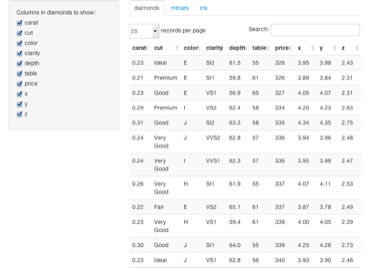 Columns in diamonds to show:
carat
cut
color
clarity
depth
table
price
x
y
z
diamonds mtcars iris
25 records per page Search:
carat cut color clarity depth table price x y z
0.23 Ideal E SI2 61.5 55 326 3.95 3.98 2.43
0.21 Premium E SI1 59.8 61 326 3.89 3.84 2.31
0.23 Good E VS1 56.9 65 327 4.05 4.07 2.31
0.29 Premium I VS2 62.4 58 334 4.20 4.23 2.63
0.31 Good J SI2 63.3 58 335 4.34 4.35 2.75
0.24 Very Good J VVS2 62.8 57 336 3.94 3.96 2.48
0.24 Very Good I VVS1 62.3 57 336 3.95 3.98 2.47
0.26 Very Good H SI1 61.9 55 337 4.07 4.11 2.53
0.22 Fair E VS2 65.1 61 337 3.87 3.78 2.49
0.23 Very Good H VS1 59.4 61 338 4.00 4.05 2.39
0.30 Good J SI1 64.0 55 339 4.25 4.28 2.73
0.23 Ideal J VS1 62.8 56 340 3.93 3.90 2.46